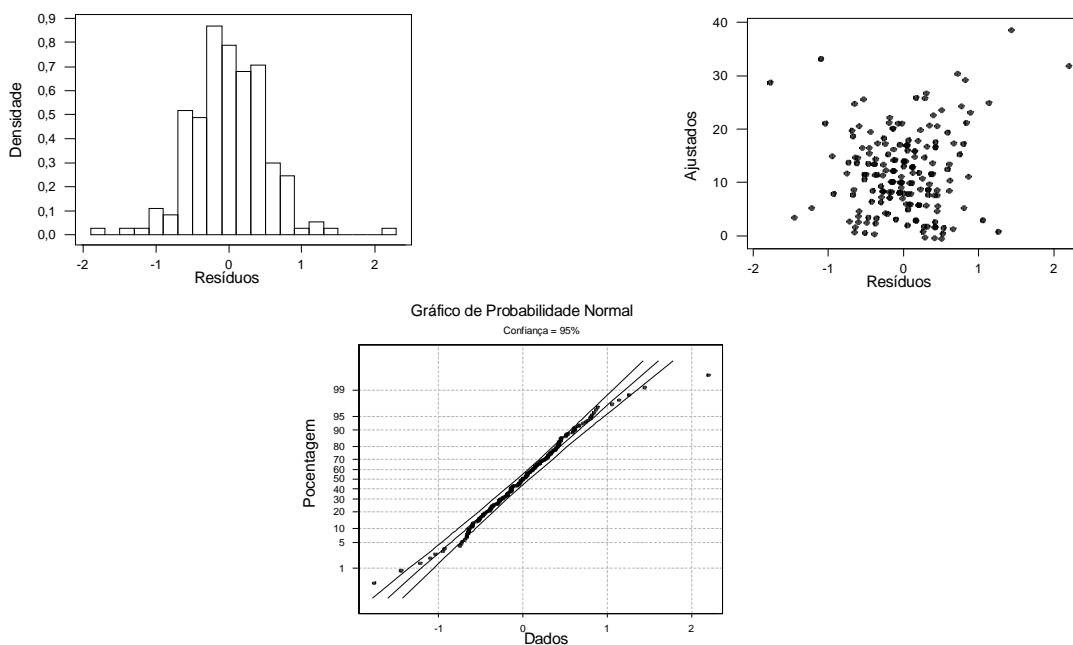 0,9
0,8
0,7
0,6
0,5
0,4
0,3
0,2
0,1
0,0
Densidade
-2 -1 0 1 2
Resíduos
40
30
20
10
0
Ajustados
-2 -1 0 1 2
Resíduos
Gráfico de Probabilidade Normal
Confiança = 95%
99
95
90
80
70
60
50
40
30
20
10
5
1
Pocentagem
-1 0 1 2
Dados